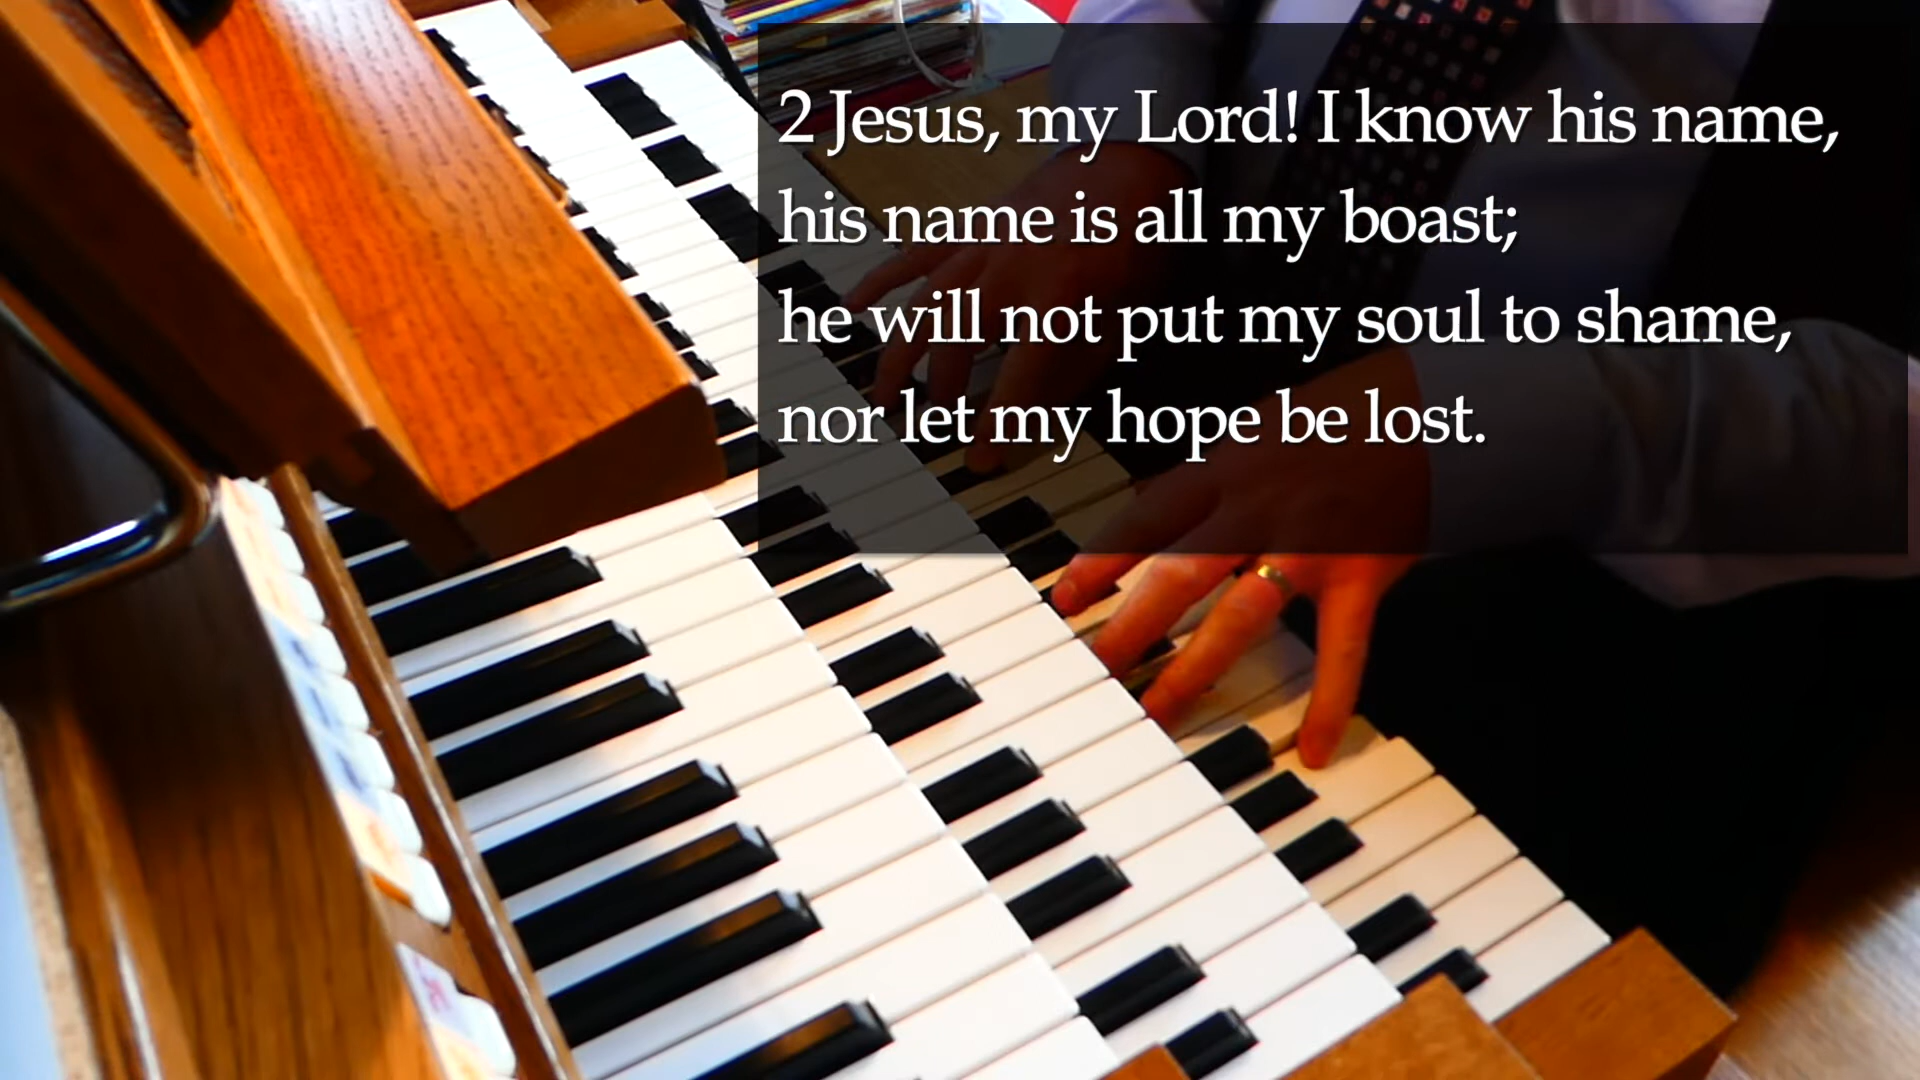 2 Jesus, my Lord! I know his name,
his name is all my boast;
he will not put my soul to shame,
nor let my hope be lost.